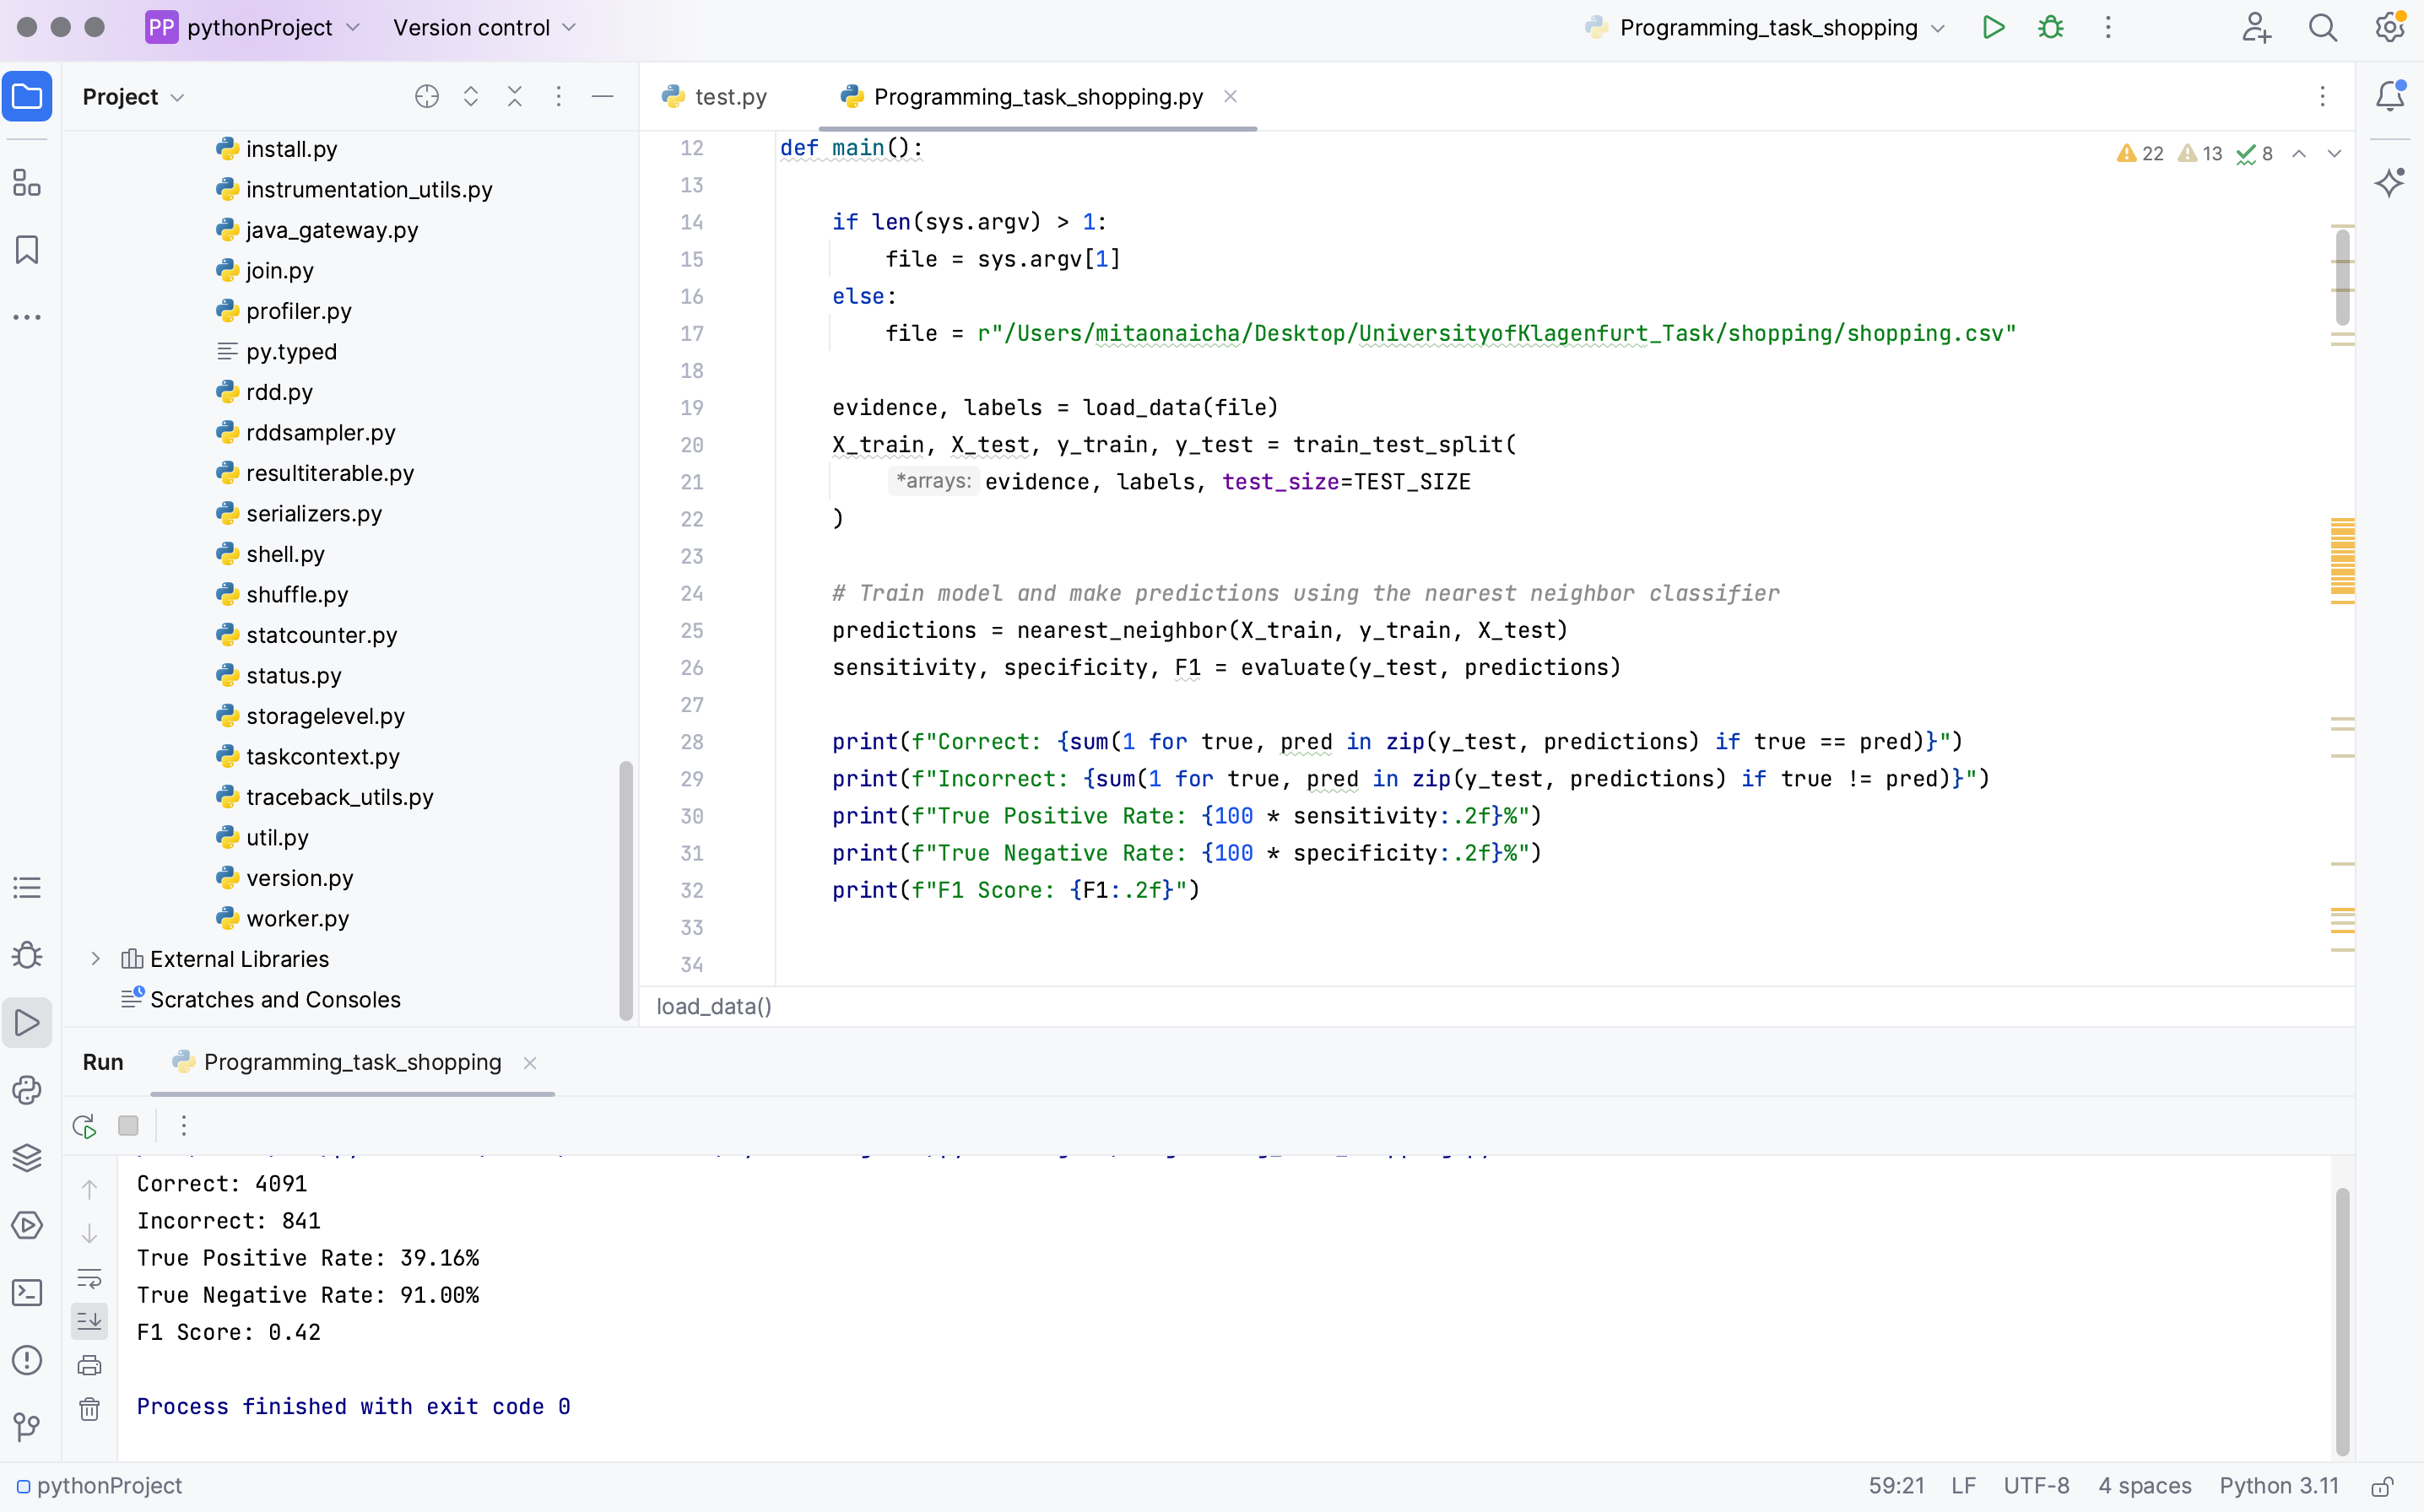 PP pythonProject Version control Programming_task_shopping
Project
test.py Programming_task_shopping.py
install.py
instrumentation_utils.py
java_gateway.py
join.py
profiler.py
py.typed
rdd.py
rddsampler.py
resultiterable.py
serializers.py
shell.py
shuffle.py
statcounter.py
status.py
storagelevel.py
taskcontext.py
traceback_utils.py
util.py
version.py
worker.py
External Libraries
Scratches and Consoles
22 13 8
12 def main():
13
14 if len(sys.argv) > 1:
15 file = sys.argv[1]
16 else:
17 file = r"/Users/mitaonaicha/Desktop/UniversityofKlagenfurt_Task/shopping/shopping.csv"
18
19 evidence, labels = load_data(file)
20 X_train, X_test, y_train, y_test = train_test_split(
21 *arrays: evidence, labels, test_size=TEST_SIZE
22 )
23
24 # Train model and make predictions using the nearest neighbor classifier
25 predictions = nearest_neighbor(X_train, y_train, X_test)
26 sensitivity, specificity, F1 = evaluate(y_test, predictions)
27
28 print(f"Correct: {sum(1 for true, pred in zip(y_test, predictions) if true == pred)}")
29 print(f"Incorrect: {sum(1 for true, pred in zip(y_test, predictions) if true != pred)}")
30 print(f"True Positive Rate: {100 * sensitivity:.2f}%")
31 print(f"True Negative Rate: {100 * specificity:.2f}%")
32 print(f"F1 Score: {F1:.2f}")
33
34
load_data()
Run Programming_task_shopping
Correct: 4091
Incorrect: 841
True Positive Rate: 39.16%
True Negative Rate: 91.00%
F1 Score: 0.42
Process finished with exit code 0
pythonProject 59:21 LF UTF-8 4 spaces Python 3.11